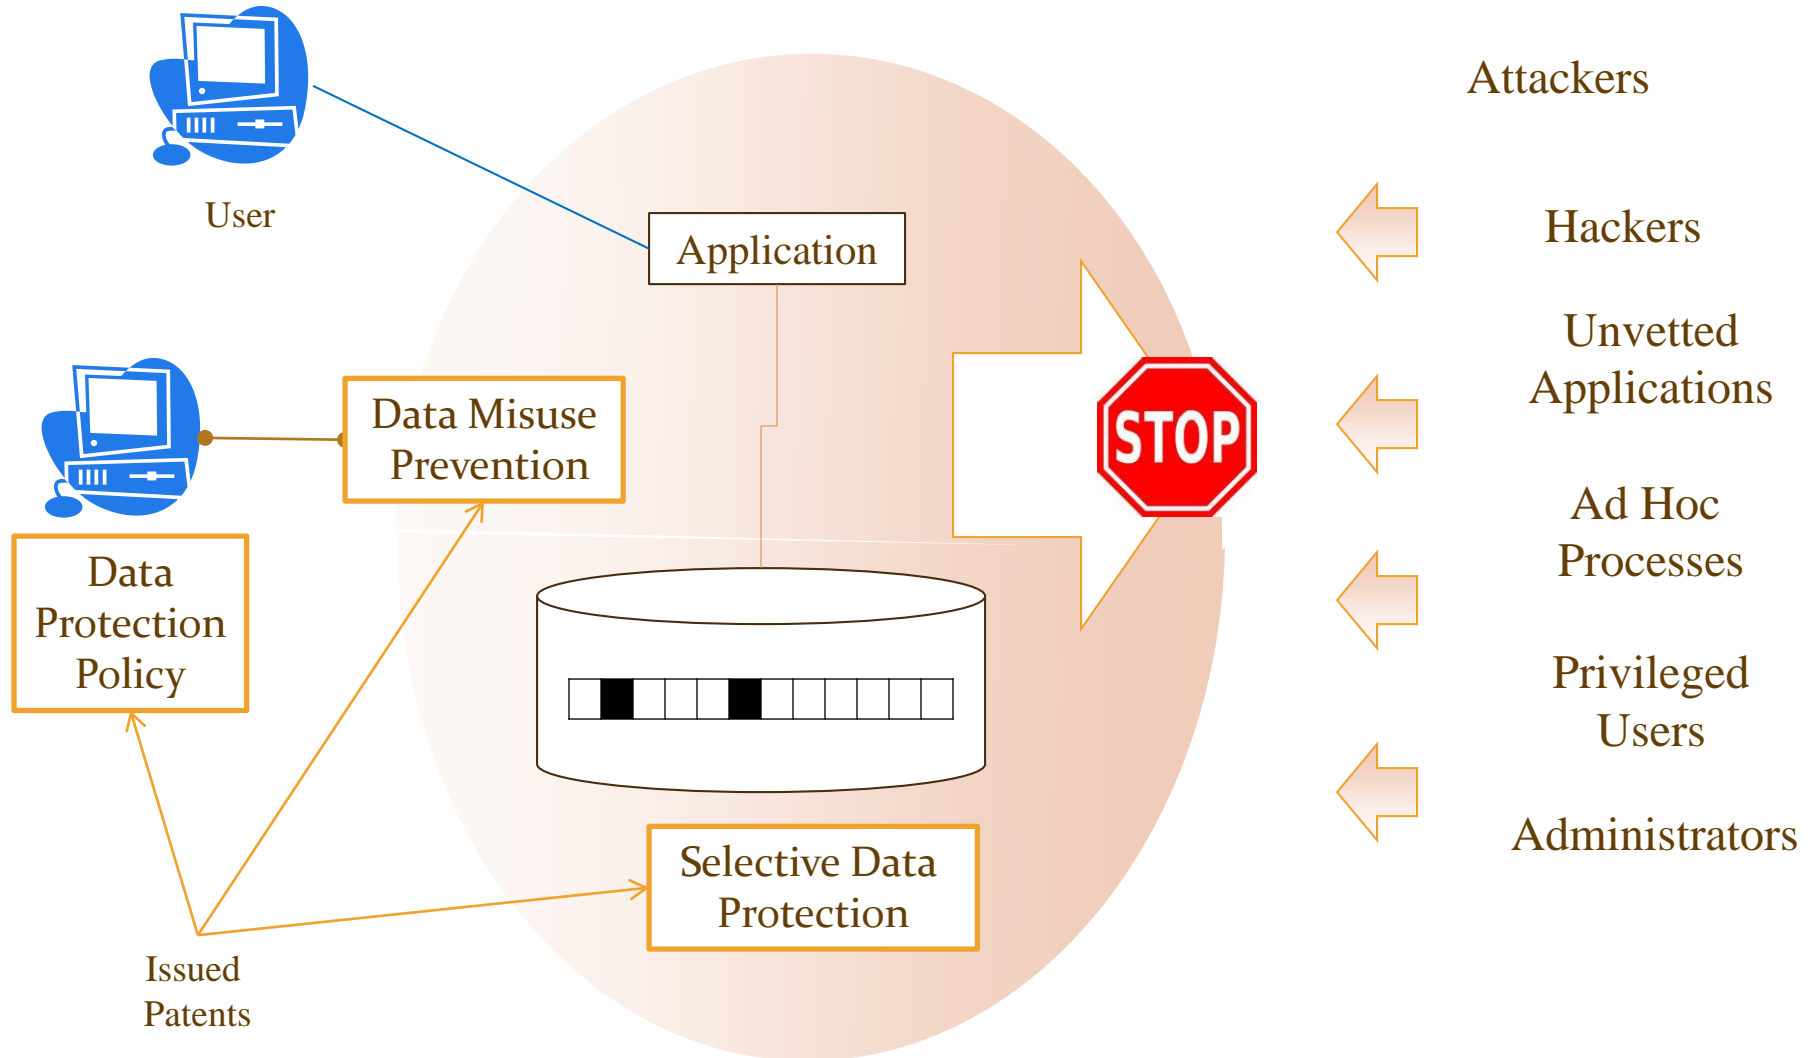 Attackers
User
Application
Hackers
Unvetted
Applications
Data Misuse
Prevention
STOP
Data
Protection
Policy
Ad Hoc
Processes
Privileged
Users
Selective Data
Protection
Administrators
Issued
Patents